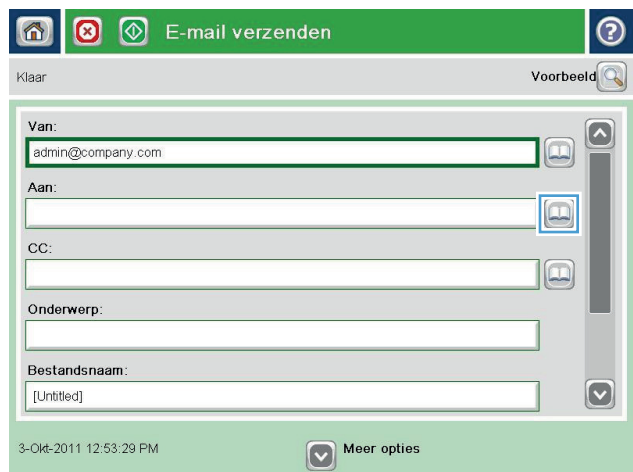 E-mail verzenden
Klaar
Voorbeeld
Van:
admin@company.com
Aan:
CC:
Onderwerp:
Bestandsnaam:
[Untitled]
3-Okt-2011 12:53:29 PM
Meer opties